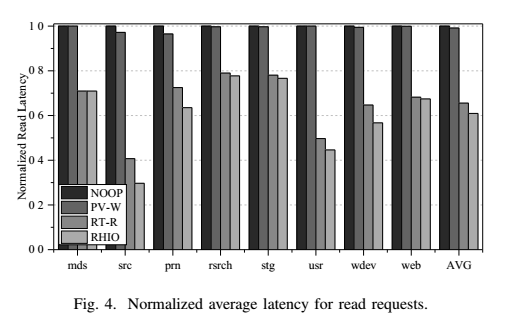 1 0
0 8
0 6
0 4
0 2
0 0
Normalized Read Latency
NOOP
PV-W
RT-R
RHIO
mds src prn rsrch stg usr wdev web AVG
Fig. 4. Normalized average latency for read requests.